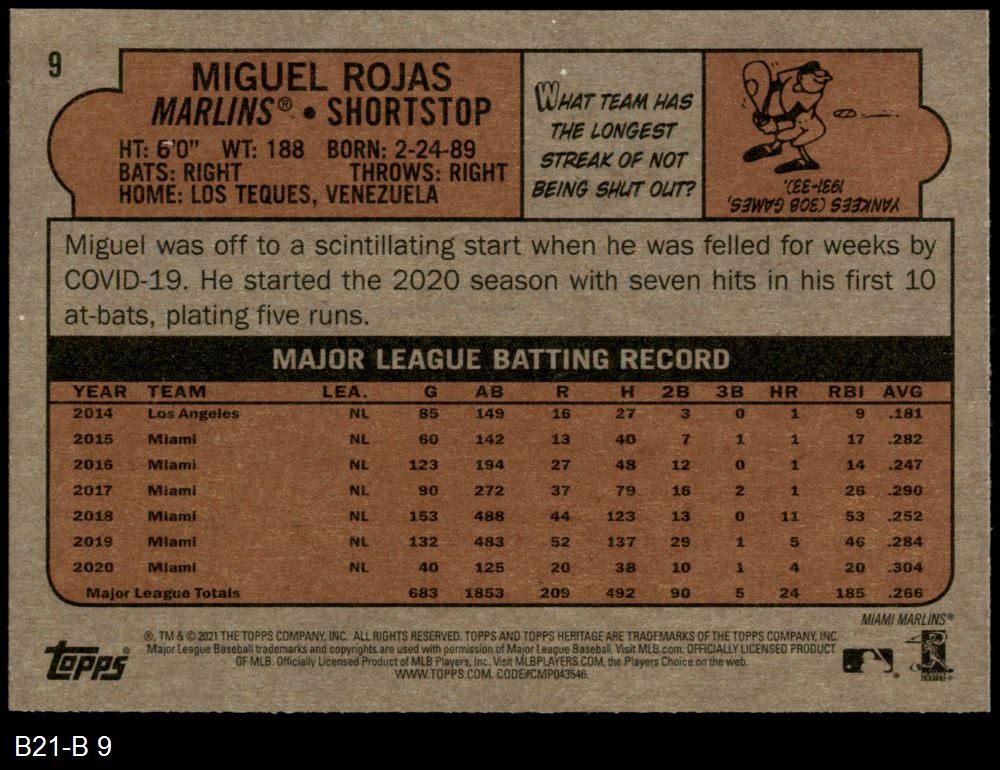 9
MIGUEL ROJAS
MARLINS® • SHORTSTOP
HT: 6'0" WT: 188 BORN: 2-24-89
BATS: RIGHT THROWS: RIGHT
HOME: LOS TEQUES, VENEZUELA
WHAT TEAM HAS
THE LONGEST
STREAK OF NOT
BEING SHUT OUT?
YANKEES (308 GAMES,
1931-'33).
Miguel was off to a scintillating start when he was felled for weeks by
COVID-19. He started the 2020 season with seven hits in his first 10
at-bats, plating five runs.
MAJOR LEAGUE BATTING RECORD
YEAR TEAM LEA. G AB R H 2B 3B HR RBI AVG
2014 Los Angeles NL 85 149 16 27 3 0 1 9 .181
2015 Miami NL 60 142 13 40 7 1 1 17 .282
2016 Miami NL 123 194 27 48 12 0 1 14 .247
2017 Miami NL 90 272 37 79 16 2 1 26 .290
2018 Miami NL 153 488 44 123 13 0 11 53 .252
2019 Miami NL 132 483 52 137 29 1 5 46 .284
2020 Miami NL 40 125 20 38 10 1 4 20 .304
Major League Totals 683 1853 209 492 90 5 24 185 .266
MIAMI MARLINS®
topps®
®, TM & © 2021 THE TOPPS COMPANY, INC. ALL RIGHTS RESERVED. TOPPS AND TOPPS HERITAGE ARE TRADEMARKS OF THE TOPPS COMPANY, INC.
Major League Baseball trademarks and copyrights are used with permission of Major League Baseball. Visit MLB.com. OFFICIALLY LICENSED PRODUCT
OF MLB. Officially Licensed Product of MLB Players, Inc. Visit MLBPLAYERS.COM, the Players Choice on the web.
WWW.TOPPS.COM. CODE#CMP043546.
B21-B 9